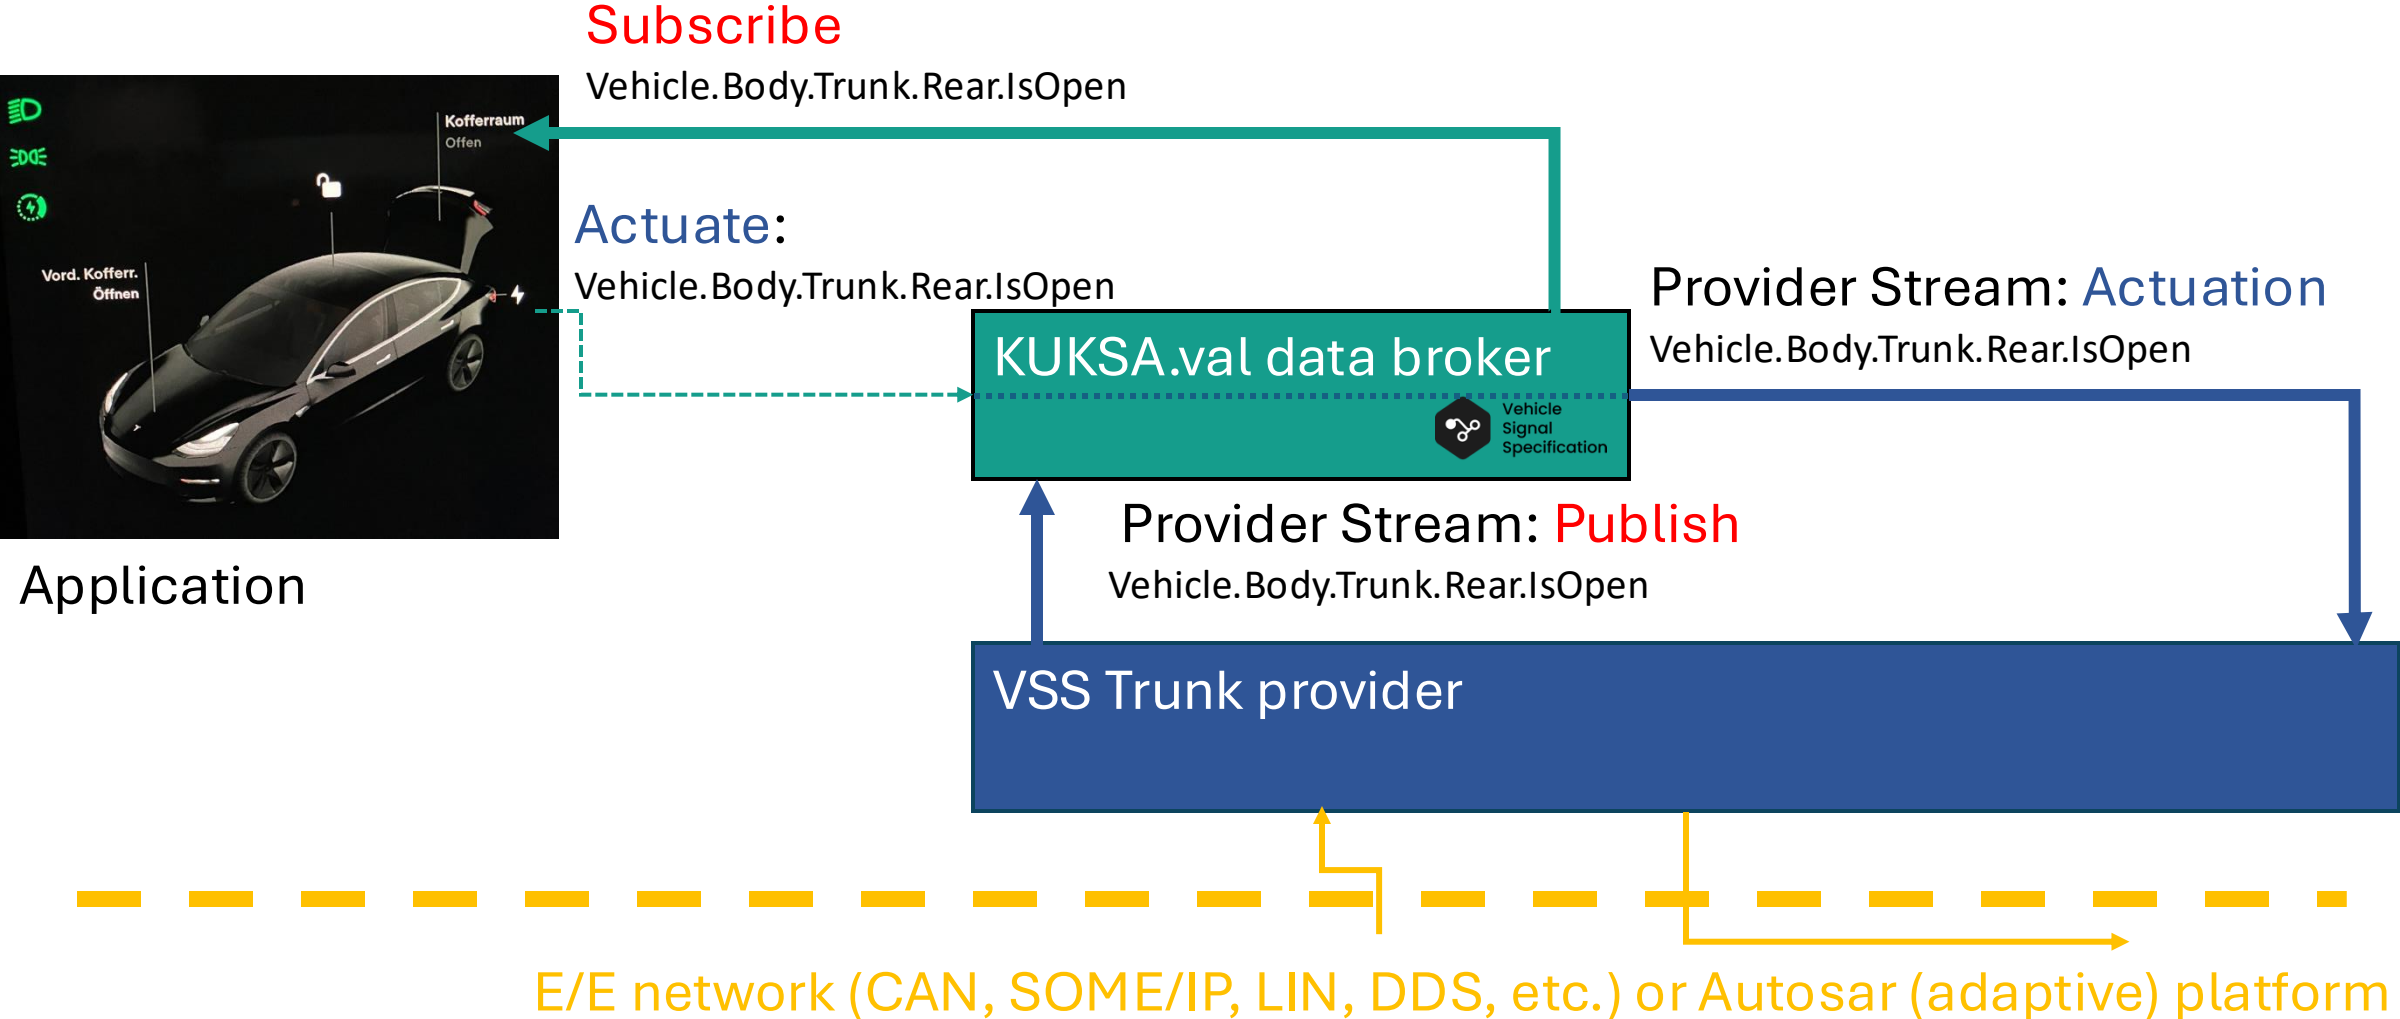 Subscribe
Vehicle.Body.Trunk.Rear.IsOpen
Kofferraum
Offen
Actuate:
Vehicle.Body.Trunk.Rear.IsOpen
Vord. Kofferr.
Öffnen
Provider Stream: Actuation
Vehicle.Body.Trunk.Rear.IsOpen
KUKSA.val data broker
Vehicle
Signal
Specification
Provider Stream: Publish
Vehicle.Body.Trunk.Rear.IsOpen
Application
VSS Trunk provider
E/E network (CAN, SOME/IP, LIN, DDS, etc.) or Autosar (adaptive) platform